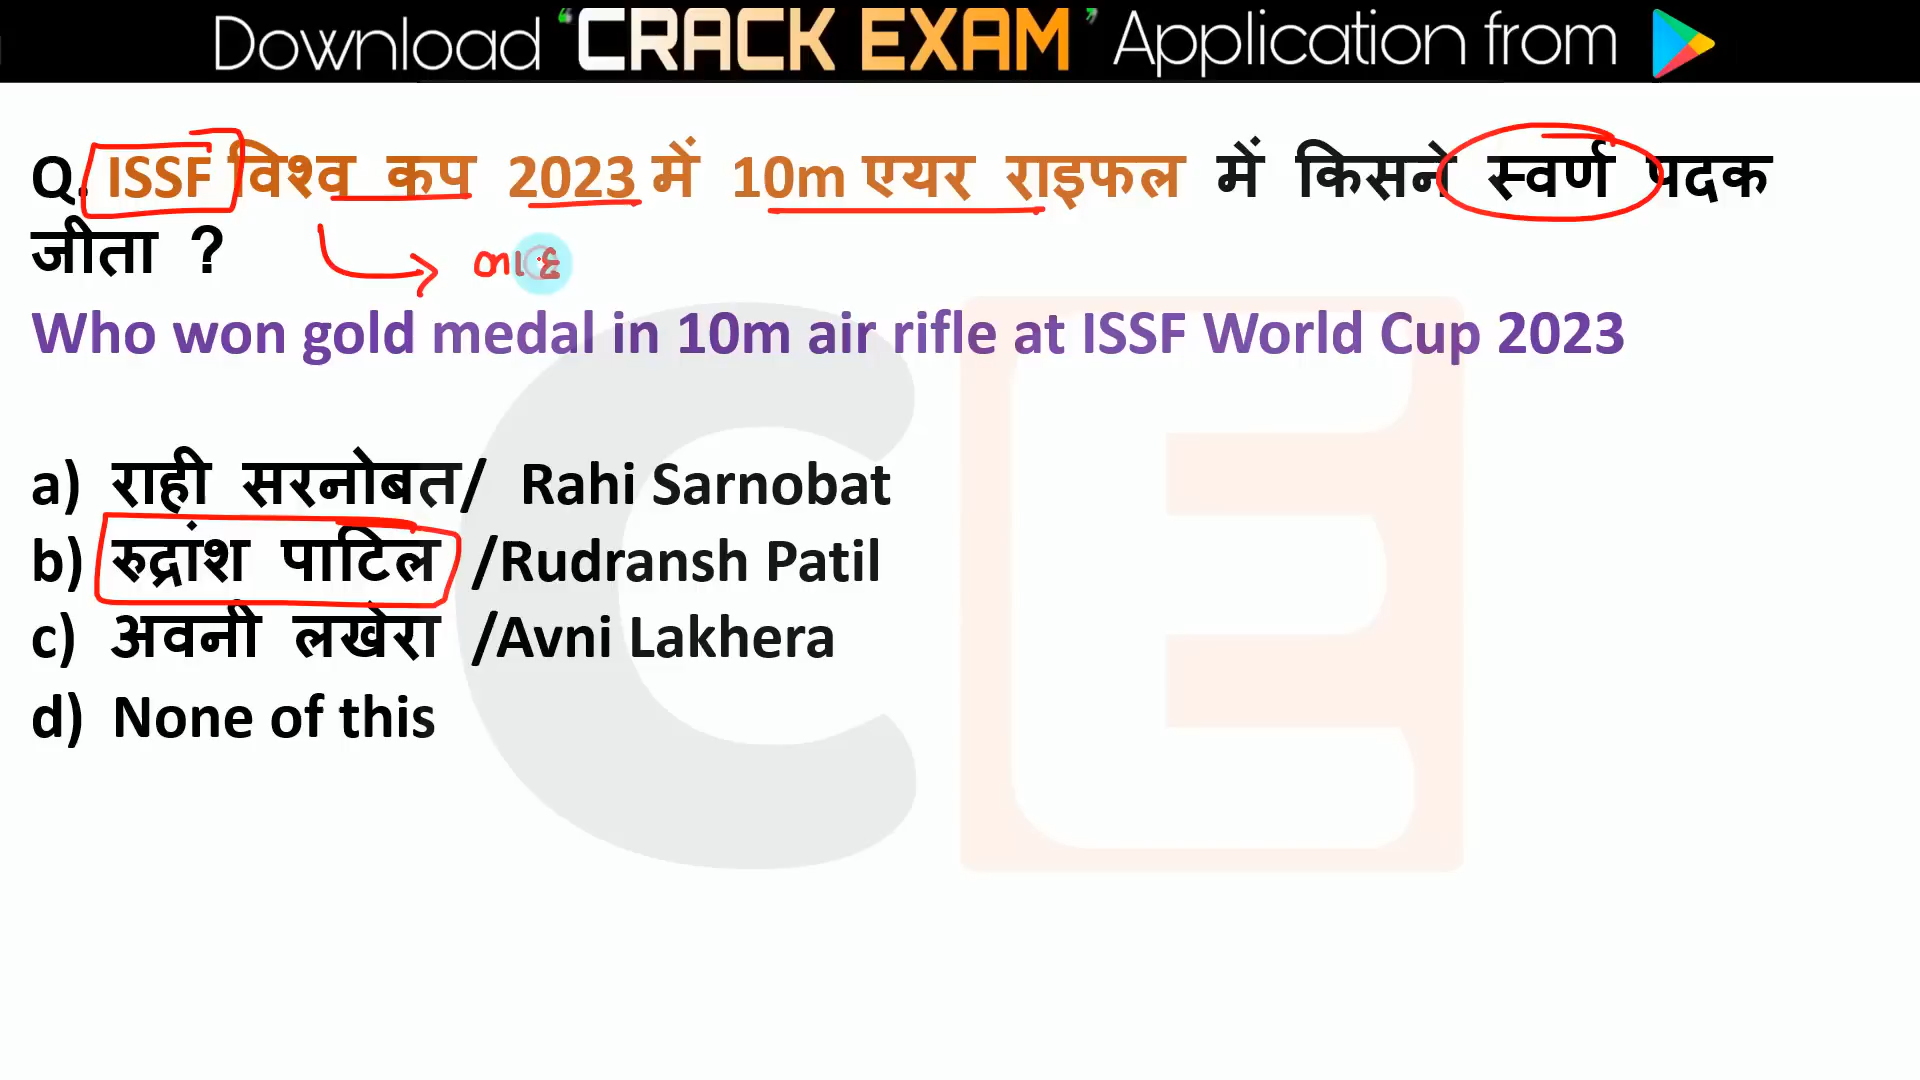 Download “CRACK EXAM” Application from
Q. ISSF विश्व कप 2023 में 10m एयर राइफल में किसने स्वर्ण पदक
जीता ?
Who won gold medal in 10m air rifle at ISSF World Cup 2023
a) राही सरनोबत/ Rahi Sarnobat
b) रुद्रांश पाटिल /Rudransh Patil
c) अवनी लखेरा /Avni Lakhera
d) None of this
CE